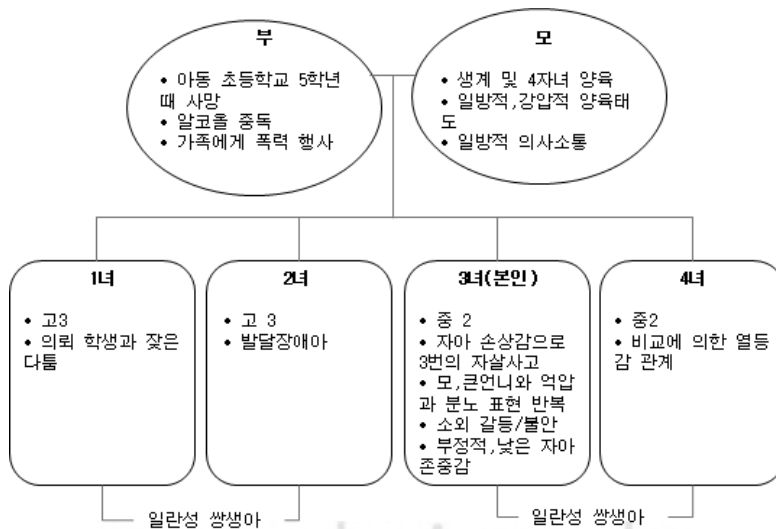 부
• 아동 초등학교 5학년
때 사망
• 알코올 중독
• 가족에게 폭력 행사
모
• 생계 및 4자녀 양육
• 일방적,강압적 양육태
도
• 일방적 의사소통
1녀
• 고3
• 의뢰 학생과 잦은
다툼
2녀
• 고 3
• 발달장애아
3녀(본인)
• 중 2
• 자아 손상감으로
3번의 자살사고
• 모,큰언니와 억압
과 분노 표현 반복
• 소외 갈등/불안
• 부정적,낮은 자아
존중감
4녀
• 중2
• 비교에 의한 열등
감 관계
일란성 쌍생아
일란성 쌍생아